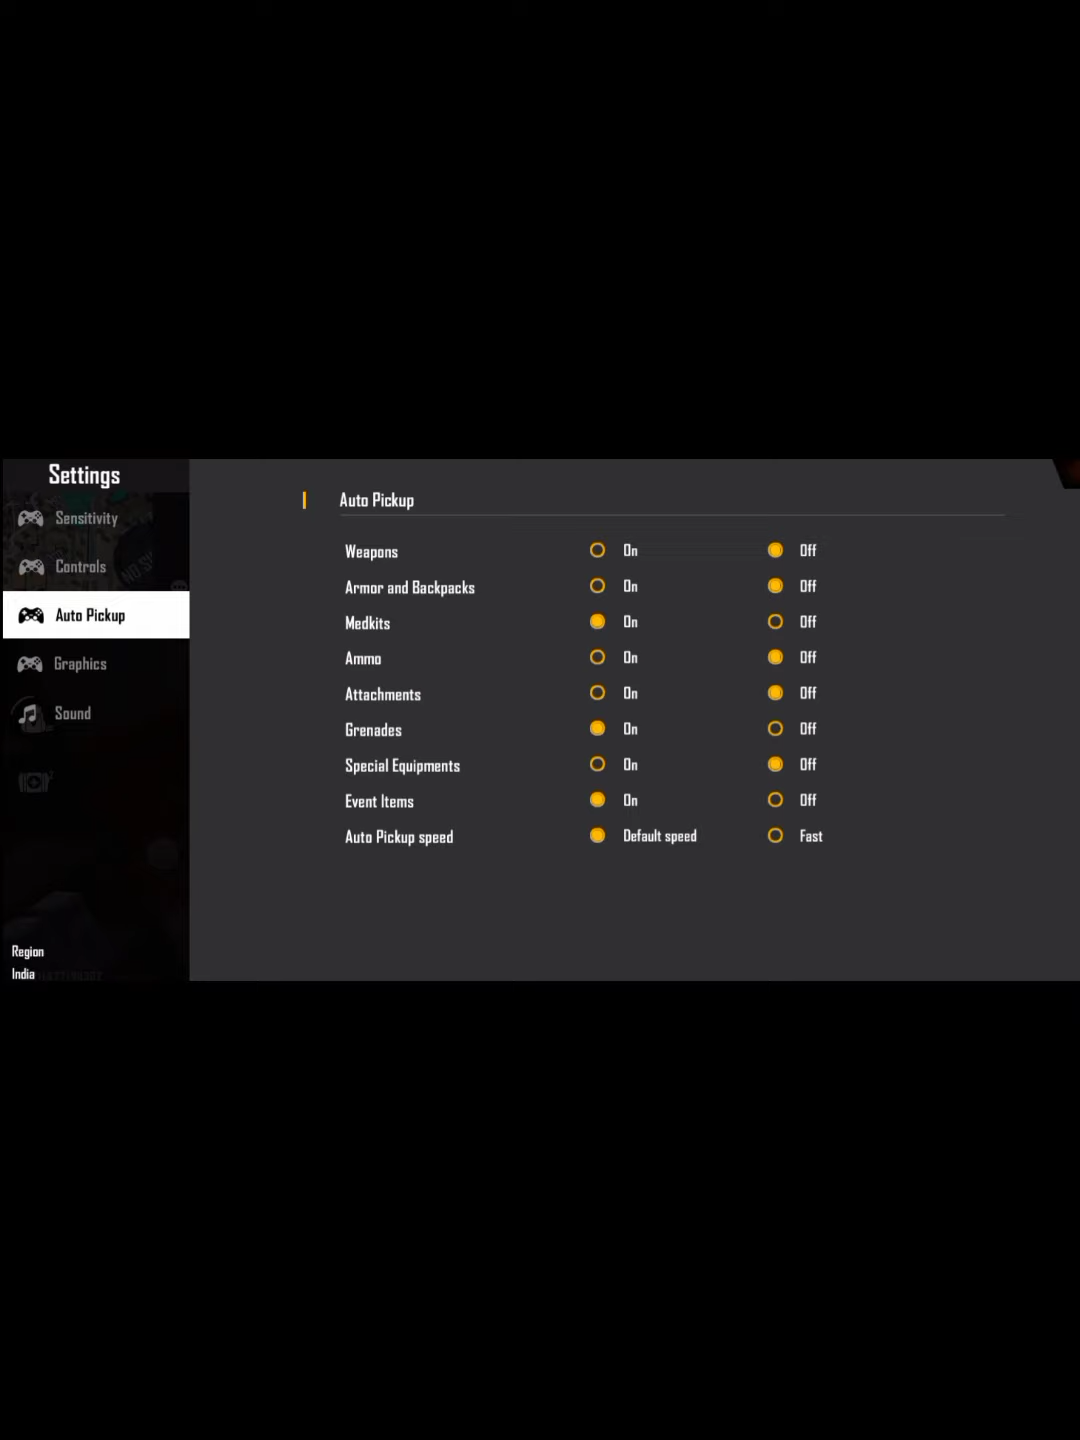 Settings
Sensitivity
Controls
Auto Pickup
Graphics
Sound
Region
India
Auto Pickup
Weapons On Off
Armor and Backpacks On Off
Medkits On Off
Ammo On Off
Attachments On Off
Grenades On Off
Special Equipments On Off
Event Items On Off
Auto Pickup speed Default speed Fast